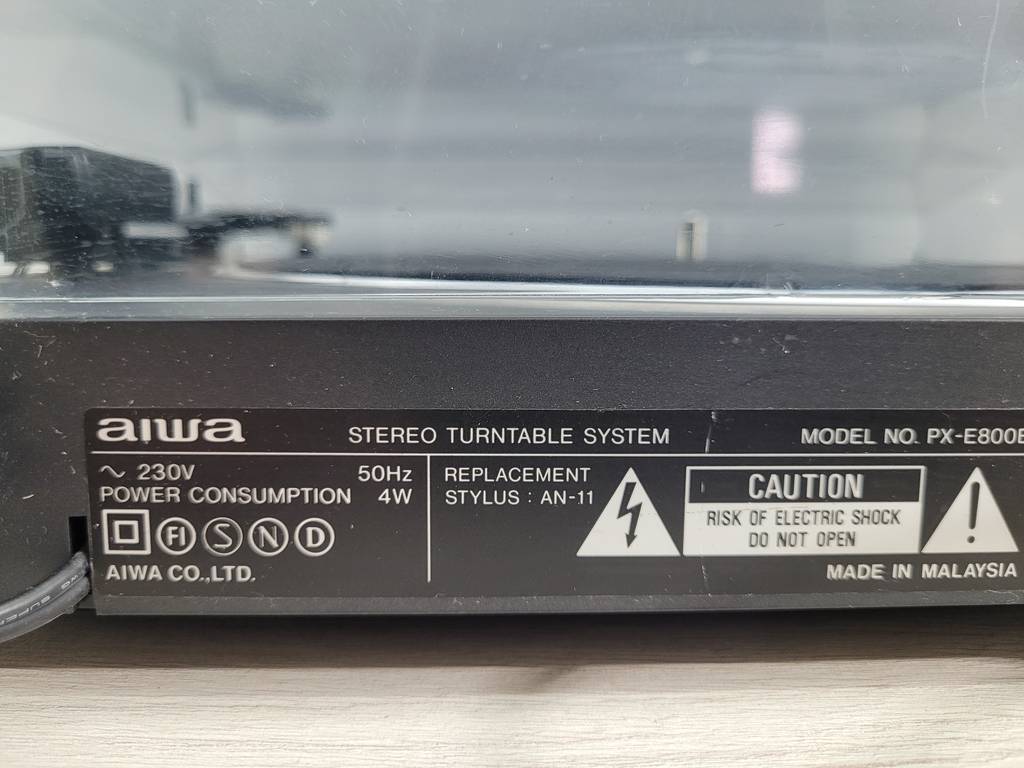 aiwa
STEREO TURNTABLE SYSTEM
MODEL NO. PX-E800E
~ 230V 50Hz
POWER CONSUMPTION 4W
FI S N D
AIWA CO.,LTD.
REPLACEMENT
STYLUS : AN-11
CAUTION
RISK OF ELECTRIC SHOCK
DO NOT OPEN
MADE IN MALAYSIA